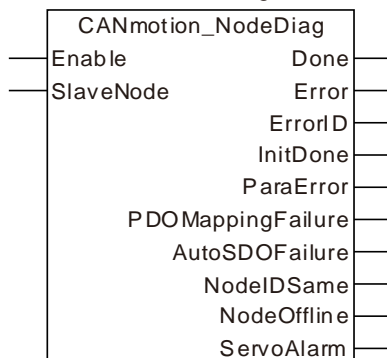 CANmotion_NodeDiag
Enable Done
SlaveNode Error
ErrorID
InitDone
ParaError
PDOMappingFailure
AutoSDOFailure
NodeIDSame
NodeOffline
ServoAlarm